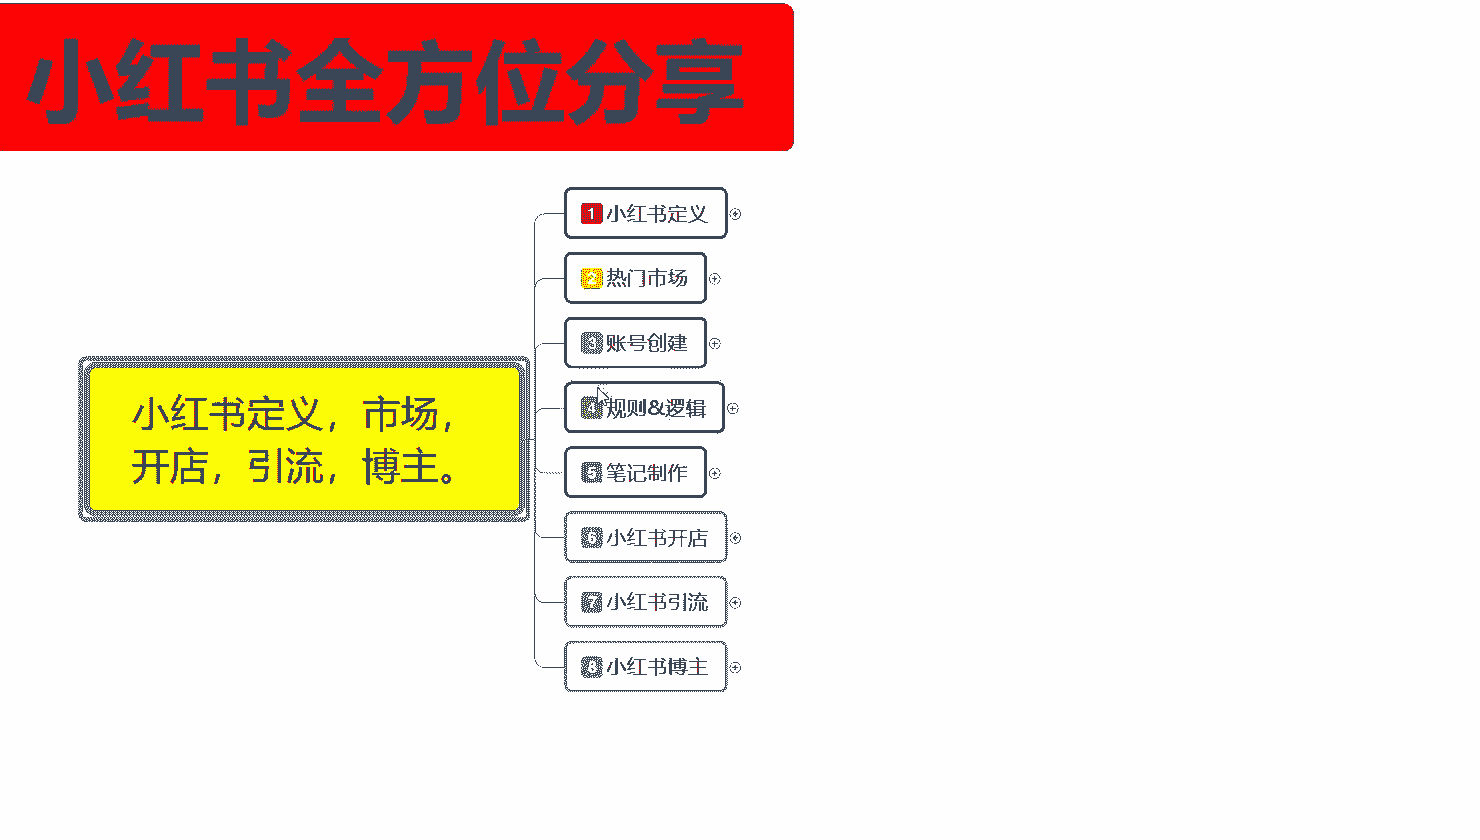 小红书全方位分享
1 小红书定义
2 热门市场
3 账号创建
4 规则&逻辑
小红书定义，市场，
开店，引流，博主。
5 笔记制作
6 小红书开店
7 小红书引流
8 小红书博主